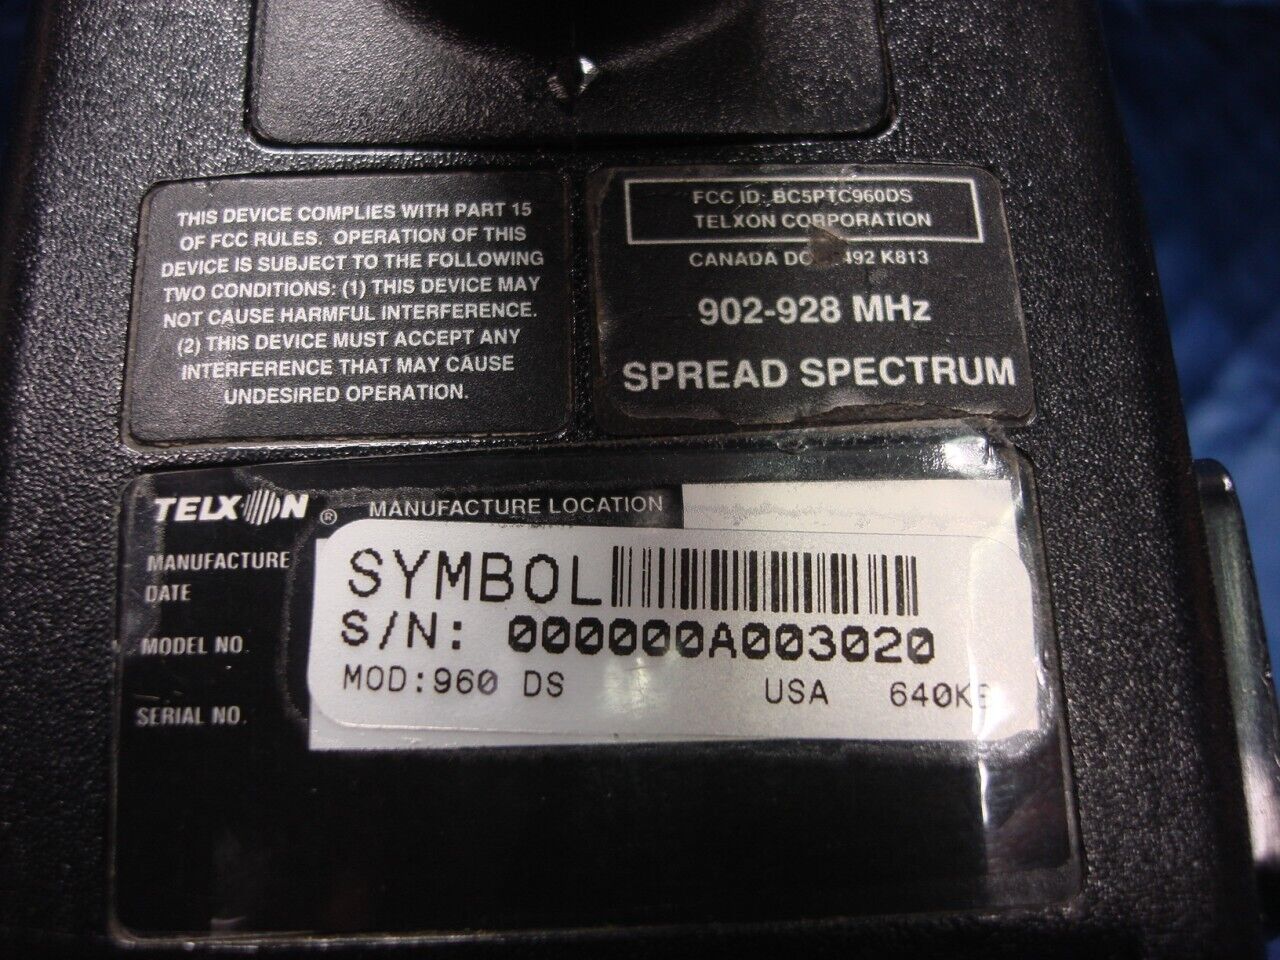 THIS DEVICE COMPLIES WITH PART 15
OF FCC RULES. OPERATION OF THIS
DEVICE IS SUBJECT TO THE FOLLOWING
TWO CONDITIONS: (1) THIS DEVICE MAY
NOT CAUSE HARMFUL INTERFERENCE.
(2) THIS DEVICE MUST ACCEPT ANY
INTERFERENCE THAT MAY CAUSE
UNDESIRED OPERATION.
FCC ID: BC5PTC960DS
TELXON CORPORATION
CANADA 492 K813
902-928 MHz
SPREAD SPECTRUM
TELXON ® MANUFACTURE LOCATION
MANUFACTURE
DATE
MODEL NO.
SERIAL NO.
SYMBOL
S/N: 000000A003020
MOD:960 DS USA 640KB